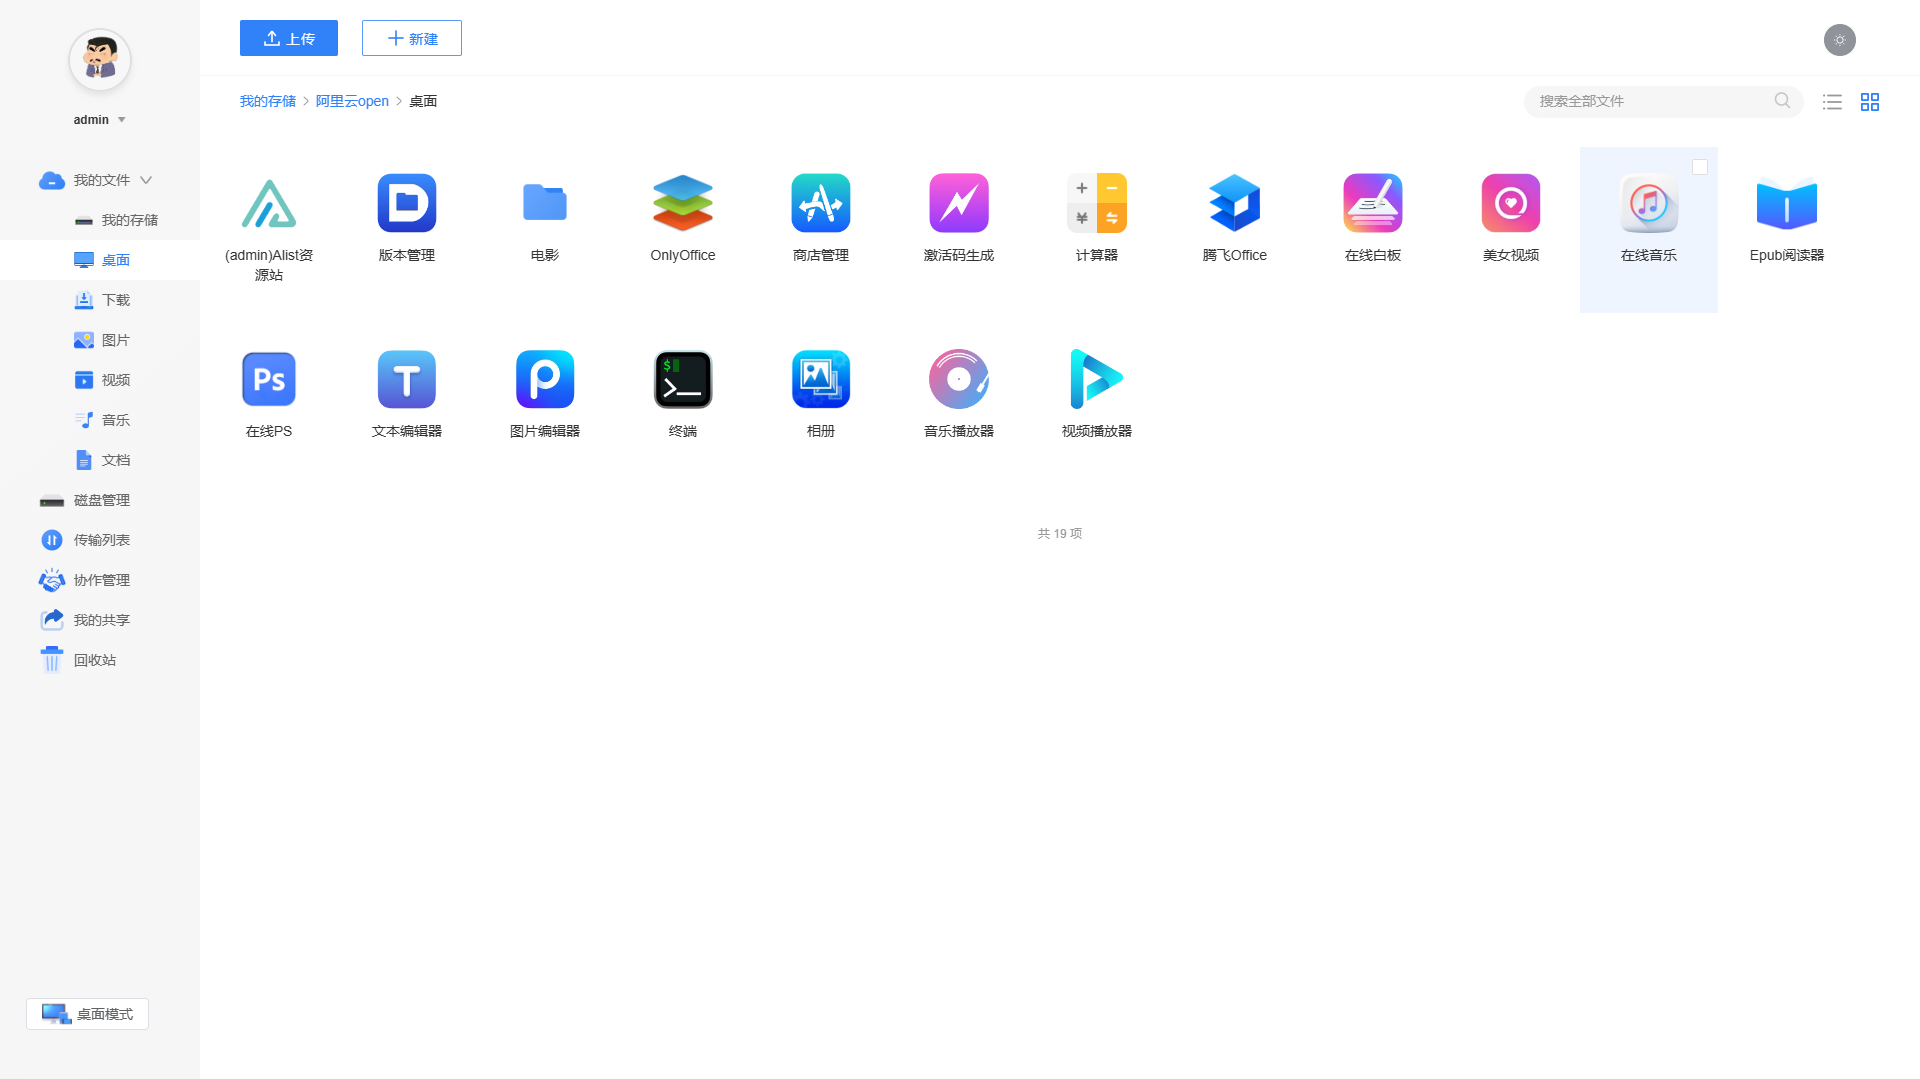 上传
新建
admin
我的存储 > 阿里云open > 桌面
搜索全部文件
我的文件
我的存储
桌面
下载
图片
视频
音乐
文档
磁盘管理
传输列表
协作管理
我的共享
回收站
桌面模式
(admin)Alist资
源站
版本管理
电影
OnlyOffice
商店管理
激活码生成
计算器
腾飞Office
在线白板
美女视频
在线音乐
Epub阅读器
Ps
在线PS
T
文本编辑器
图片编辑器
$
终端
相册
音乐播放器
视频播放器
共 19 项